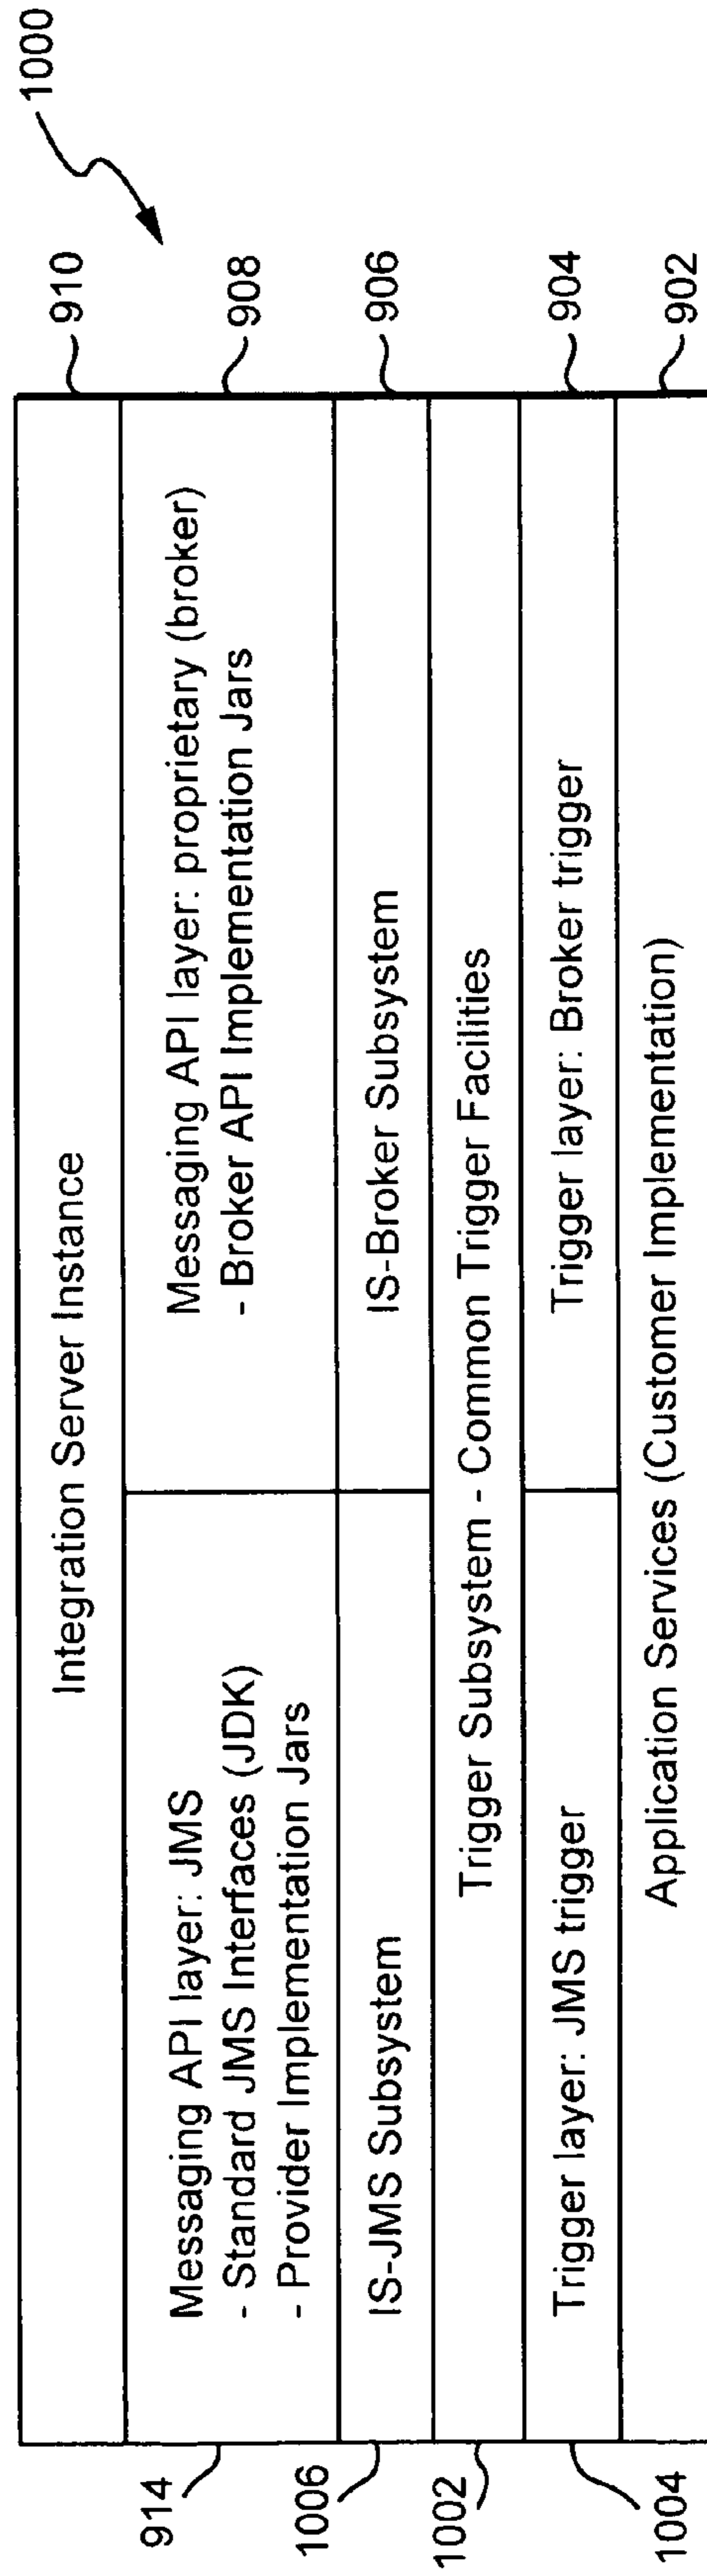 1000
Integration Server Instance
910
Messaging API layer: JMS
- Standard JMS Interfaces (JDK)
- Provider Implementation Jars
914
Messaging API layer: proprietary (broker)
- Broker API Implementation Jars
908
IS-JMS Subsystem
1006
IS-Broker Subsystem
906
Trigger Subsystem - Common Trigger Facilities
1002
Trigger layer: JMS trigger
1004
Trigger layer: Broker trigger
904
Application Services (Customer Implementation)
902